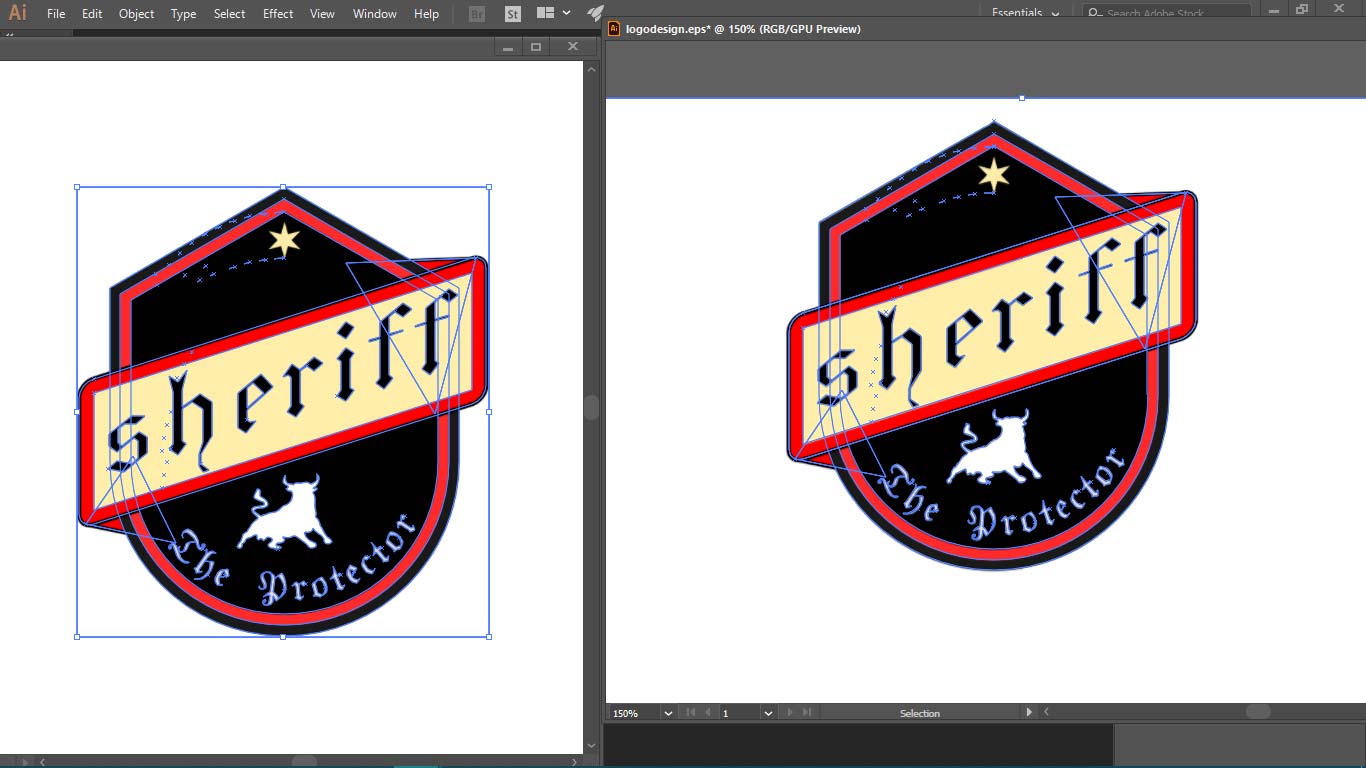 Ai File Edit Object Type Select Effect View Window Help Br St Essentials Search Adobe Stock
Ai logodesign.eps* @ 150% (RGB/GPU Preview)
sheriff
The Protector
sheriff
The Protector
150% 1 Selection